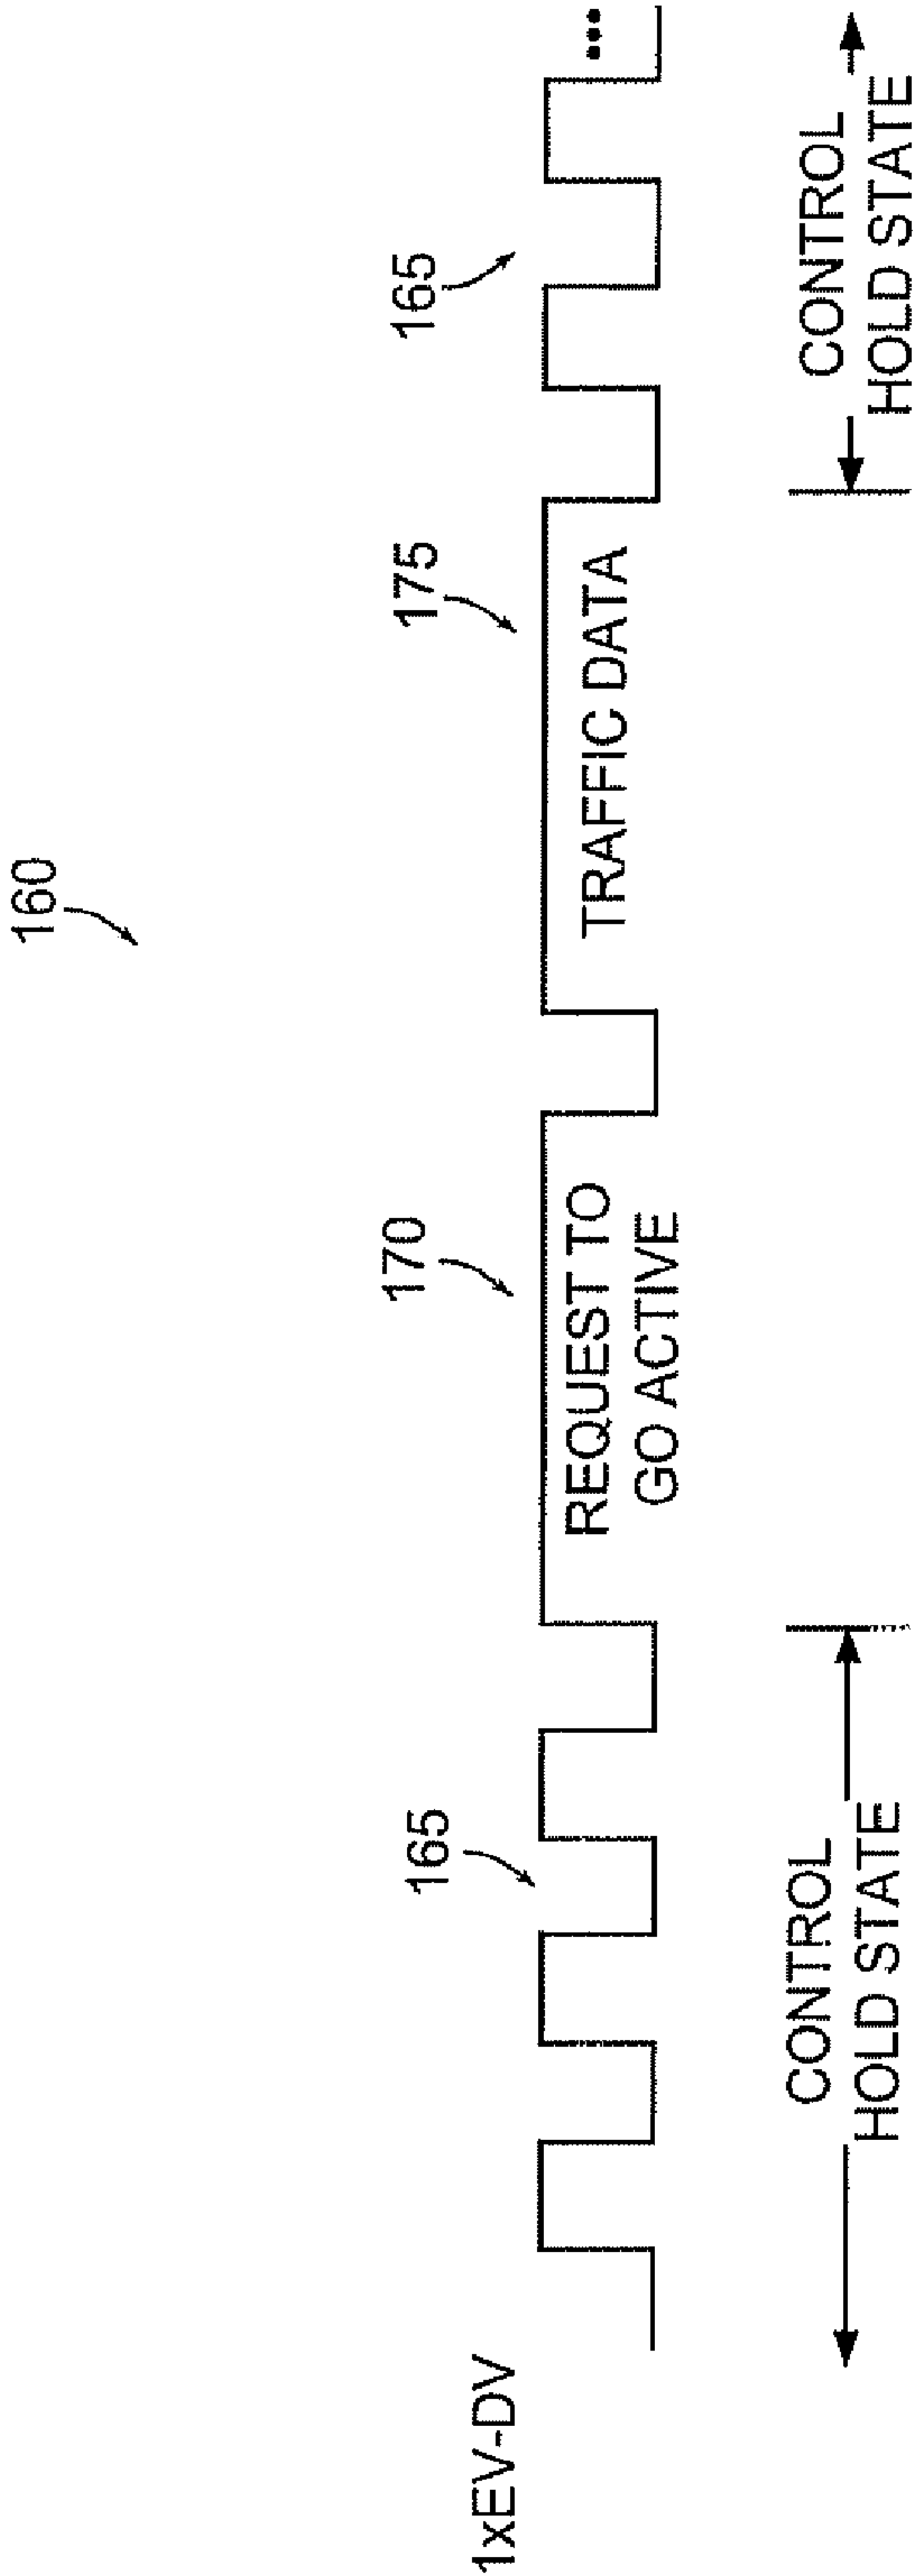 160
1xEV-DV
165
170
175
165
REQUEST TO
GO ACTIVE
TRAFFIC DATA
•••
CONTROL
HOLD STATE
CONTROL
HOLD STATE